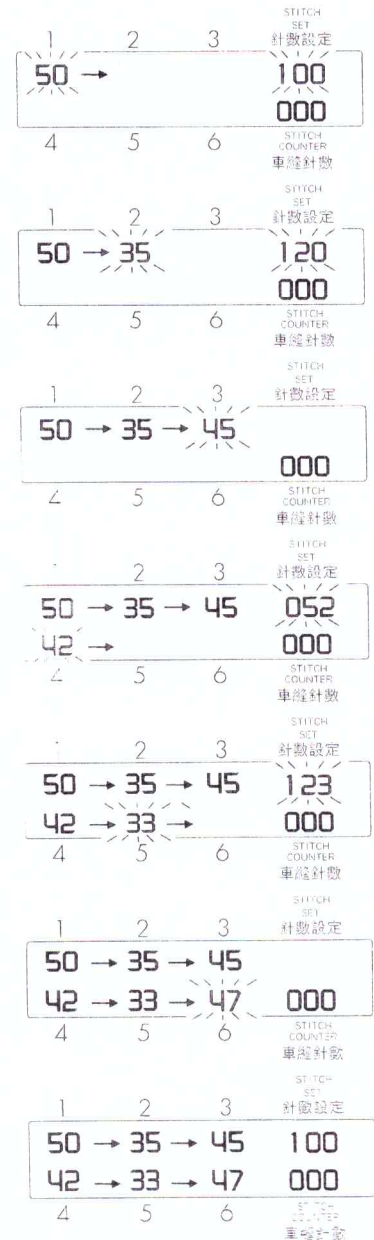 STITCH
SET
1 2 3 針數設定
50 → 100
000
4 5 6 STITCH
COUNTER
車縫針數
STITCH
SET
1 2 3 針數設定
50 → 35 120
000
4 5 6 STITCH
COUNTER
車縫針數
STITCH
SET
1 2 3 針數設定
50 → 35 → 45
000
4 5 6 STITCH
COUNTER
車縫針數
STITCH
SET
2 3 針數設定
50 → 35 → 45 052
42 → 000
4 5 6 STITCH
COUNTER
車縫針數
STITCH
SET
2 3 針數設定
50 → 35 → 45 123
42 → 33 → 000
4 5 6 STITCH
COUNTER
車縫針數
STITCH
SET
1 2 3 針數設定
50 → 35 → 45
42 → 33 → 47 000
4 5 6 STITCH
COUNTER
車縫針數
STITCH
SET
1 2 3 針數設定
50 → 35 → 45 100
42 → 33 → 47 000
4 5 6 STITCH
COUNTER
車縫針數